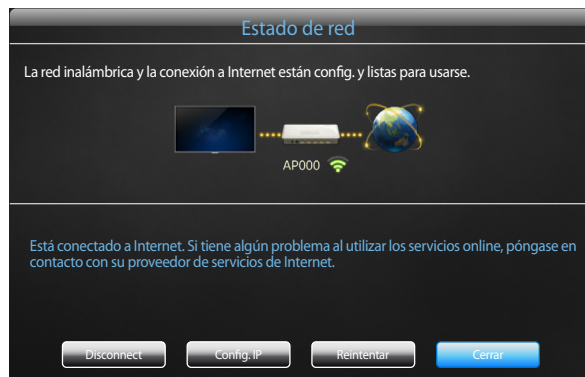 Estado de red
La red inalámbrica y la conexión a Internet están config. y listas para usarse.
AP000
Está conectado a Internet. Si tiene algún problema al utilizar los servicios online, póngase en
contacto con su proveedor de servicios de Internet.
Disconnect
Config. IP
Reintentar
Cerrar